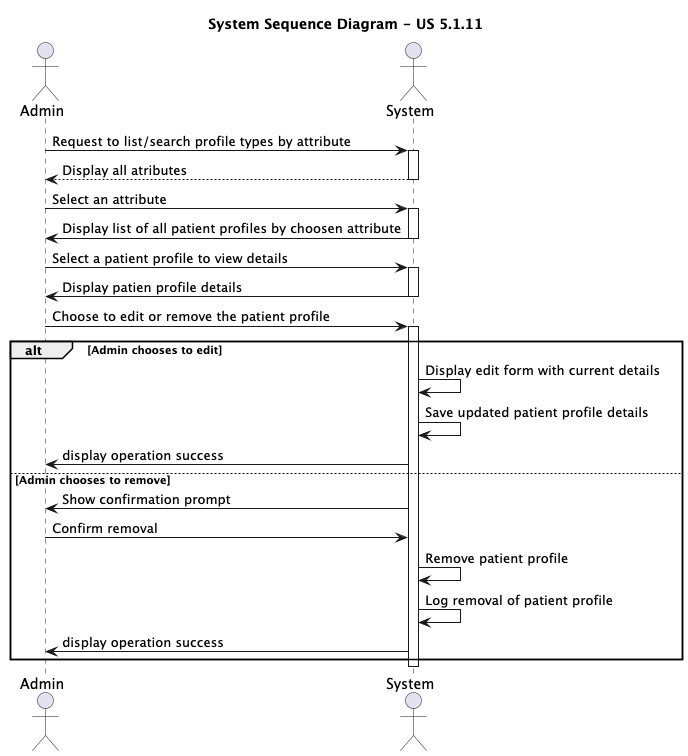 System Sequence Diagram - US 5.1.11
Admin
System
Request to list/search profile types by attribute
Display all atributes
Select an attribute
Display list of all patient profiles by choosen attribute
Select a patient profile to view details
Display patien profile details
Choose to edit or remove the patient profile
alt
[Admin chooses to edit]
Display edit form with current details
Save updated patient profile details
display operation success
[Admin chooses to remove]
Show confirmation prompt
Confirm removal
Remove patient profile
Log removal of patient profile
display operation success
Admin
System